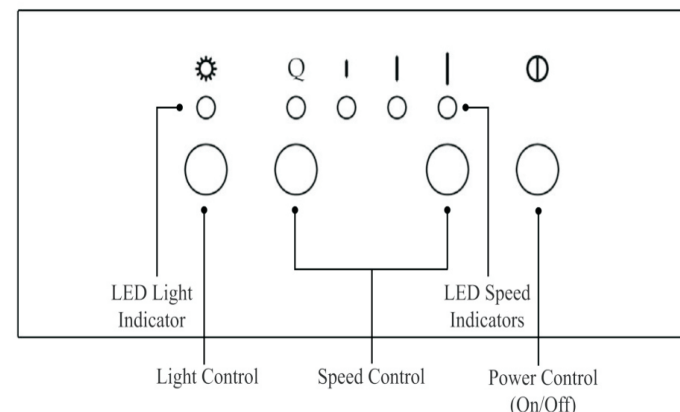 Q
LED Light
Indicator
LED Speed
Indicators
Light Control
Speed Control
Power Control
(On/Off)